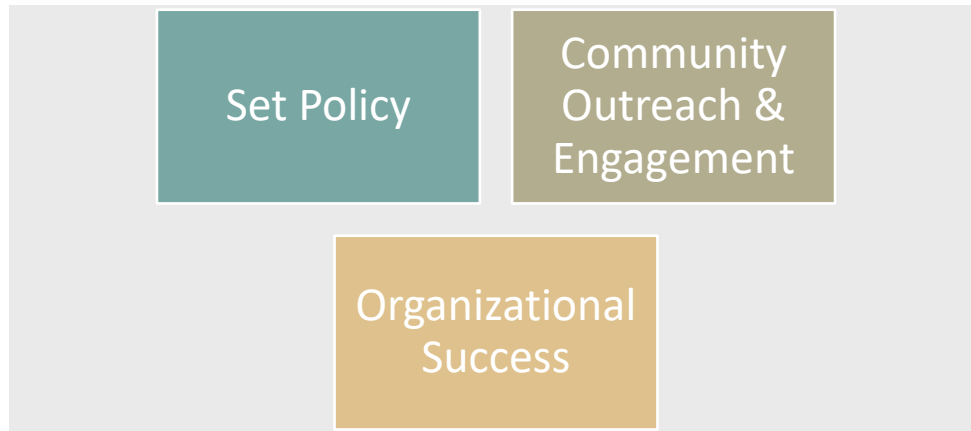 Set Policy
Community
Outreach &
Engagement
Organizational
Success